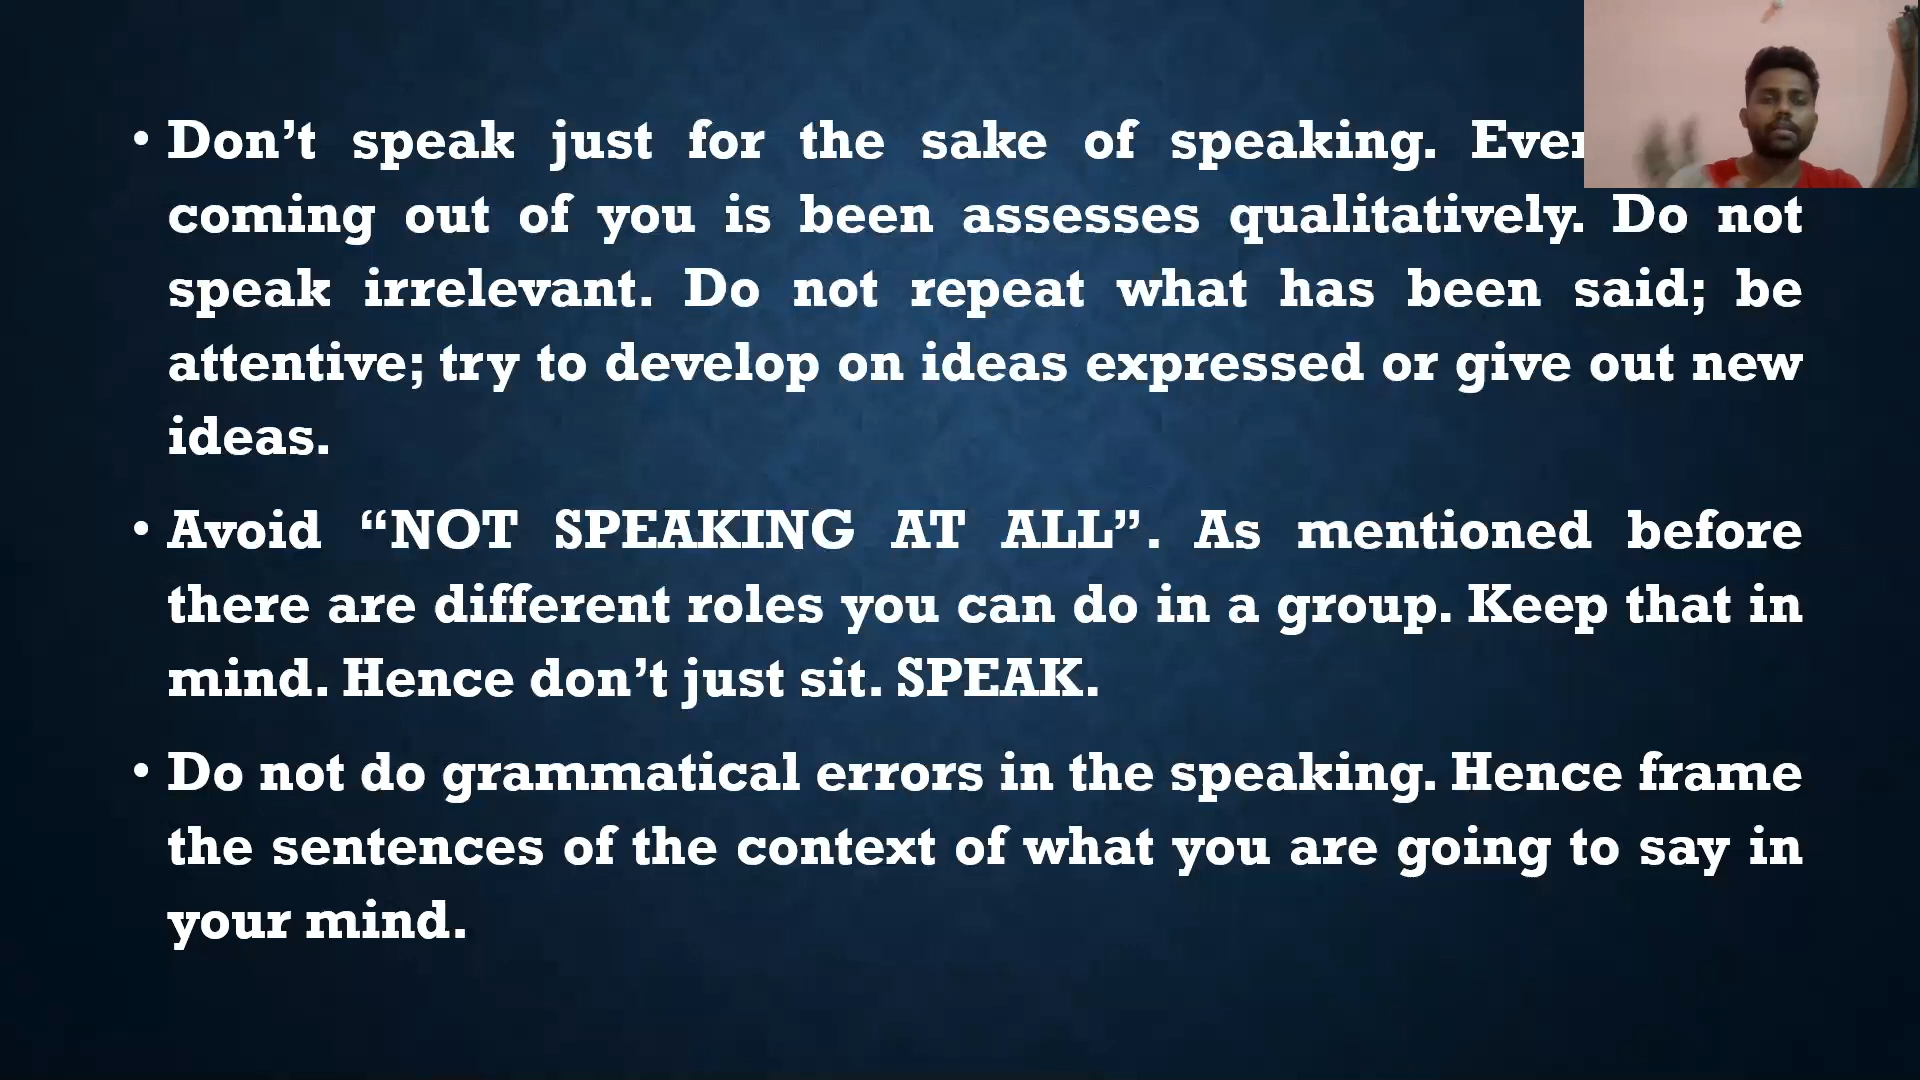 • Don’t speak just for the sake of speaking.
coming out of you is been assesses qualitatively. Do not
speak irrelevant. Do not repeat what has been said; be
attentive; try to develop on ideas expressed or give out new
ideas.
• Avoid “NOT SPEAKING AT ALL”. As mentioned before
there are different roles you can do in a group. Keep that in
mind. Hence don’t just sit. SPEAK.
• Do not do grammatical errors in the speaking. Hence frame
the sentences of the context of what you are going to say in
your mind.